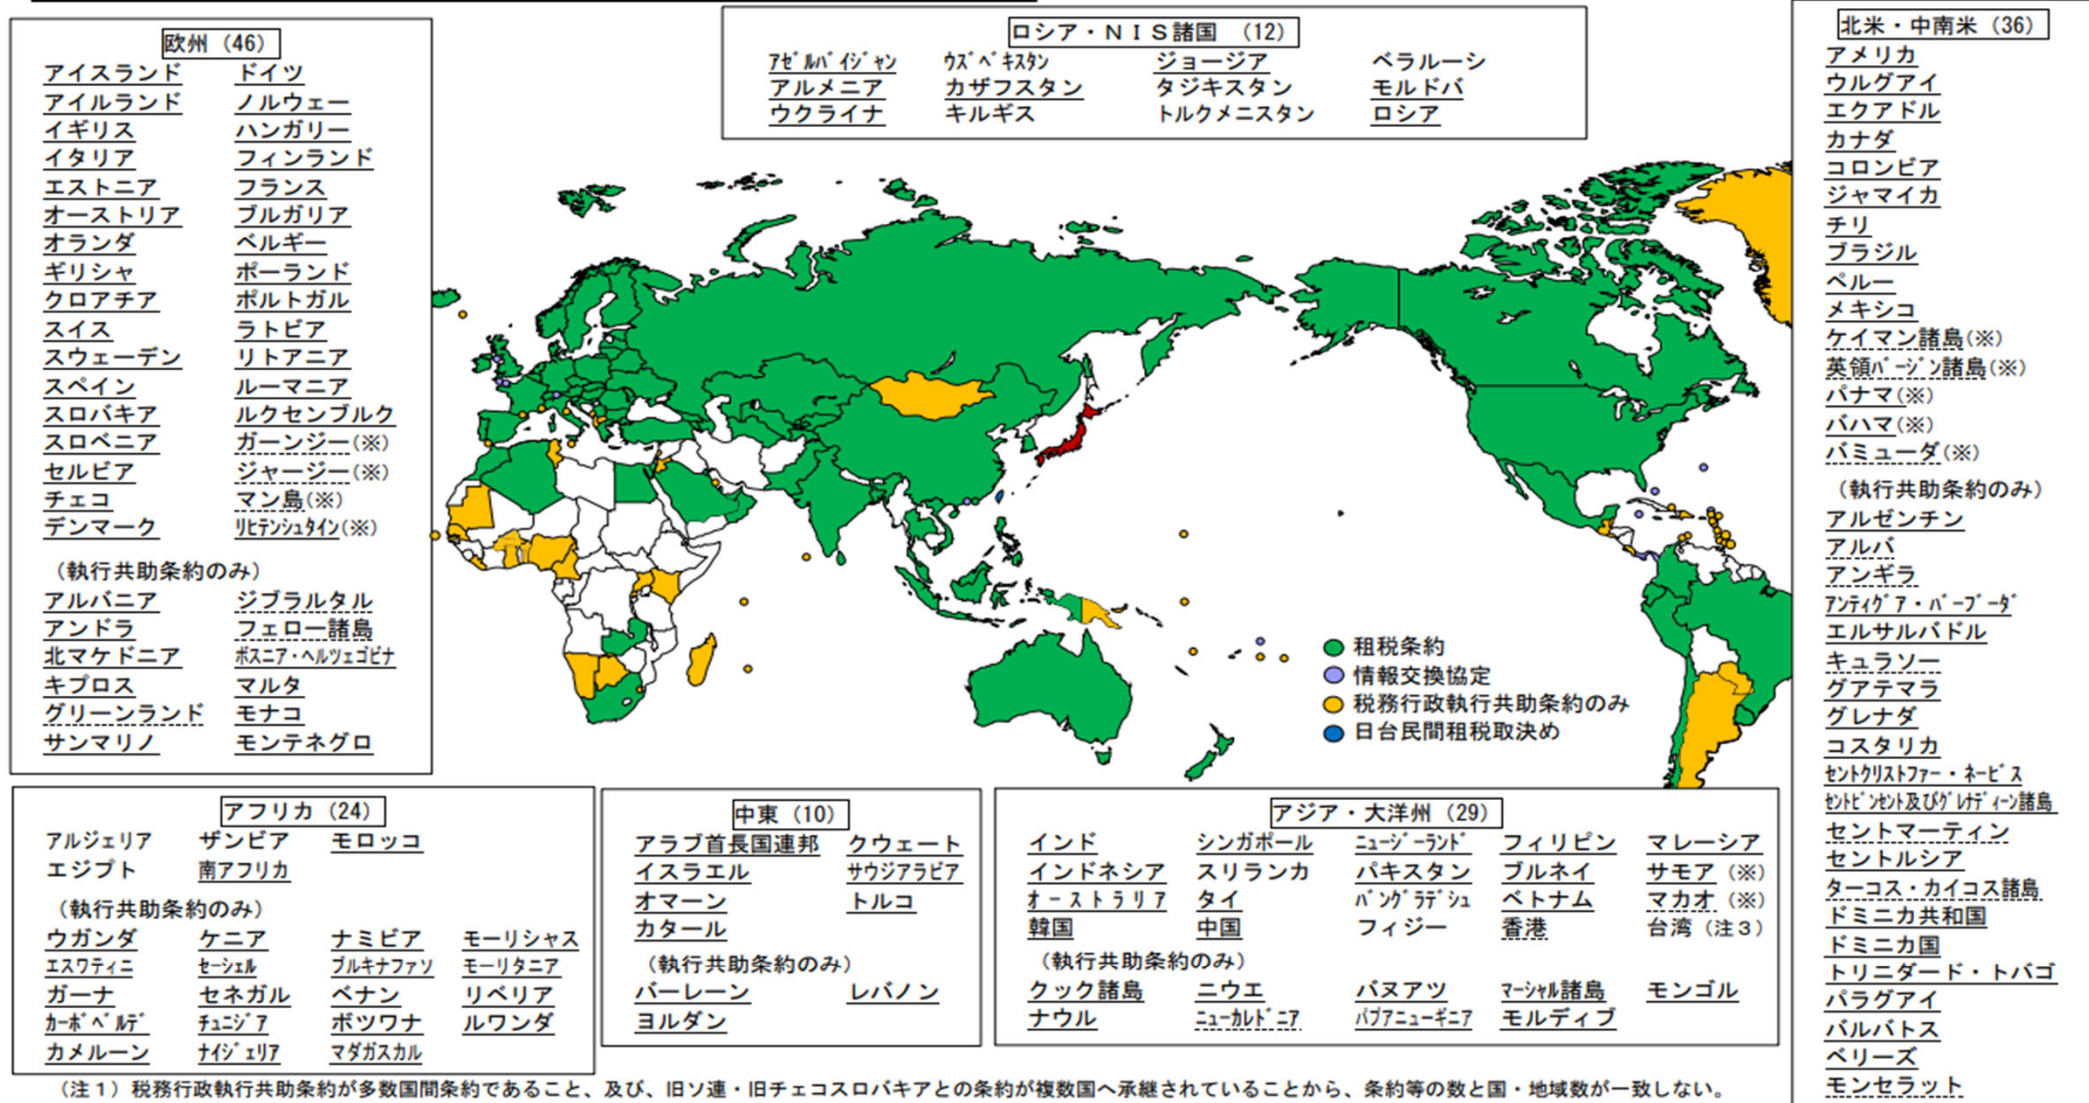 欧州（46）
アイスランド ドイツ
アイルランド ノルウェー
イギリス ハンガリー
イタリア フィンランド
エストニア フランス
オーストリア ブルガリア
オランダ ベルギー
ギリシャ ポーランド
クロアチア ポルトガル
スイス ラトビア
スウェーデン リトアニア
スペイン ルーマニア
スロバキア ルクセンブルク
スロベニア ガーンジー(※)
セルビア ジャージー(※)
チェコ マン島(※)
デンマーク ﾘﾋﾃﾝｼｭﾀｲﾝ(※)
（執行共助条約のみ）
アルバニア ジブラルタル
アンドラ フェロー諸島
北マケドニア ﾎﾞｽﾆｱ・ﾍﾙﾂｪｺﾞﾋﾞﾅ
キプロス マルタ
グリーンランド モナコ
サンマリノ モンテネグロ
ロシア・ＮＩＳ諸国　（12）
ｱｾﾞﾙﾊﾞｲｼﾞｬﾝ ｳｽﾞﾍﾞｷｽﾀﾝ ジョージア ベラルーシ
アルメニア カザフスタン タジキスタン モルドバ
ウクライナ キルギス トルクメニスタン ロシア
北米・中南米（36）
アメリカ
ウルグアイ
エクアドル
カナダ
コロンビア
ジャマイカ
チリ
ブラジル
ペルー
メキシコ
ケイマン諸島(※)
英領ﾊﾞｰｼﾞﾝ諸島(※)
パナマ(※)
バハマ(※)
バミューダ(※)
（執行共助条約のみ）
アルゼンチン
アルバ
アンギラ
ｱﾝﾃｨｸﾞｱ・ﾊﾞｰﾌﾞｰﾀﾞ
エルサルバドル
キュラソー
グアテマラ
グレナダ
コスタリカ
ｾﾝﾄｸﾘｽﾄﾌｧｰ・ﾈｰﾋﾞｽ
ｾﾝﾄﾋﾞﾝｾﾝﾄ及びｸﾞﾚﾅﾃﾞｨｰﾝ諸島
セントマーティン
セントルシア
ターコス・カイコス諸島
ドミニカ共和国
ドミニカ国
トリニダード・トバゴ
パラグアイ
バルバトス
ベリーズ
モンセラット
租税条約
情報交換協定
税務行政執行共助条約のみ
日台民間租税取決め
アフリカ（24）
アルジェリア ザンビア モロッコ
エジプト 南アフリカ
（執行共助条約のみ）
ウガンダ ケニア ナミビア モーリシャス
エスワティニ ｾｰｼｪﾙ ブルキナファソ モーリタニア
ガーナ セネガル ベナン リベリア
ｶｰﾎﾞﾍﾞﾙﾃﾞ ﾁｭﾆｼﾞｱ ボツワナ ルワンダ
カメルーン ﾅｲｼﾞｪﾘｱ マダガスカル
中東（10）
アラブ首長国連邦 クウェート
イスラエル サウジアラビア
オマーン トルコ
カタール
（執行共助条約のみ）
バーレーン レバノン
ヨルダン
アジア・大洋州（29）
インド シンガポール ﾆｭｰｼﾞｰﾗﾝﾄﾞ フィリピン マレーシア
インドネシア スリランカ パキスタン ブルネイ サモア（※）
オーストラリア タイ ﾊﾞﾝｸﾞﾗﾃﾞｼｭ ベトナム マカオ（※）
韓国 中国 フィジー 香港 台湾（注３）
（執行共助条約のみ）
クック諸島 ニウエ バヌアツ ﾏｰｼｬﾙ諸島 モンゴル
ナウル ﾆｭｰｶﾚﾄﾞﾆｱ ﾊﾟﾌﾟｱﾆｭｰｷﾞﾆｱ モルディブ
（注１）税務行政執行共助条約が多数国間条約であること、及び、旧ソ連・旧チェコスロバキアとの条約が複数国へ承継されていることから、条約等の数と国・地域数が一致しない。